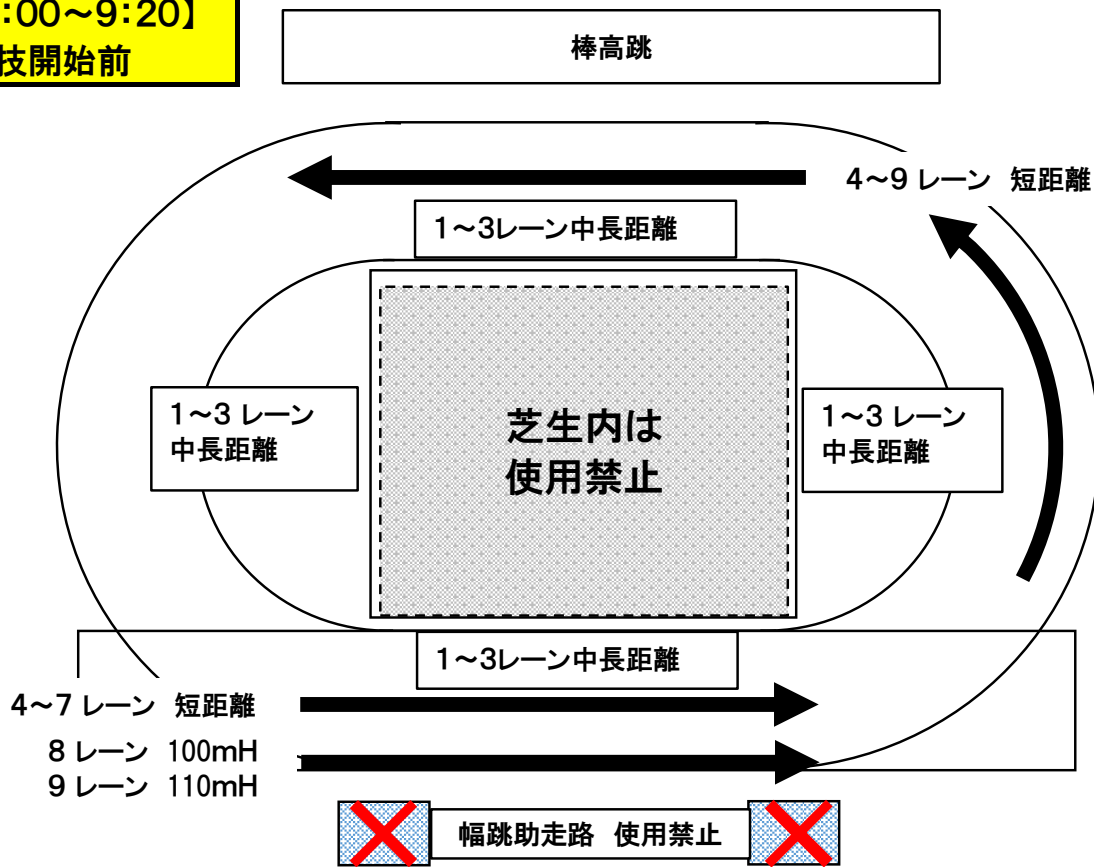 :00～9:20】
技開始前
棒高跳
4～9 レーン 短距離
1～3レーン中長距離
1～3 レーン
中長距離
芝生内は
使用禁止
1～3 レーン
中長距離
1～3レーン中長距離
4～7 レーン 短距離
8 レーン 100mH
9 レーン 110mH
幅跳助走路 使用禁止